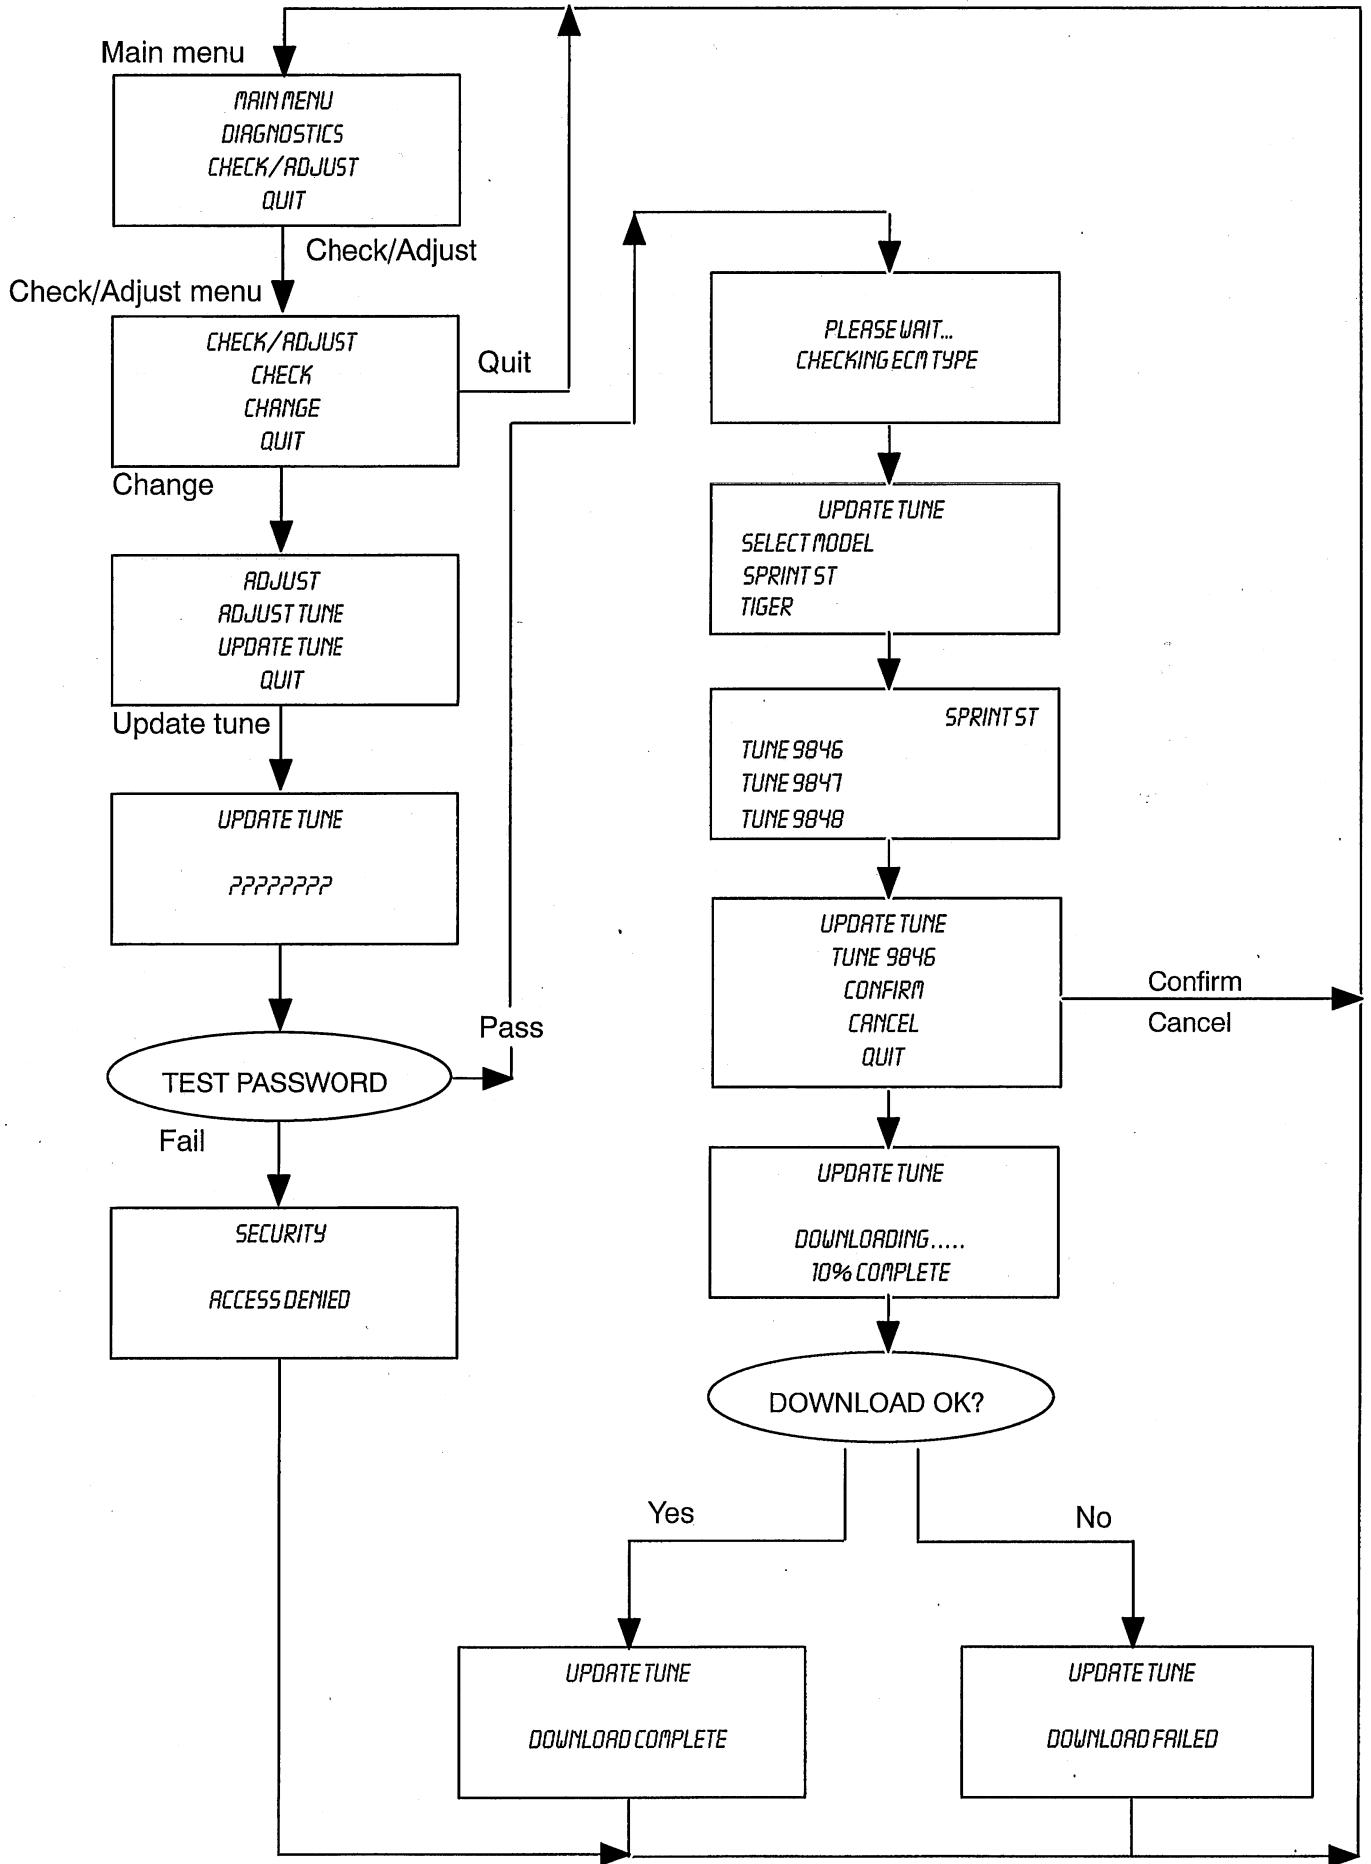 Main menu
MAIN MENU
DIAGNOSTICS
CHECK/ADJUST
QUIT
Check/Adjust
Check/Adjust menu
CHECK/ADJUST
CHECK
CHANGE
QUIT
Quit
Change
ADJUST
ADJUST TUNE
UPDATE TUNE
QUIT
Update tune
UPDATE TUNE
????????
TEST PASSWORD
Pass
Fail
SECURITY
ACCESS DENIED
PLEASE WAIT...
CHECKING ECM TYPE
UPDATE TUNE
SELECT MODEL
SPRINT ST
TIGER
SPRINT ST
TUNE 9846
TUNE 9847
TUNE 9848
UPDATE TUNE
TUNE 9846
CONFIRM
CANCEL
QUIT
Confirm
Cancel
UPDATE TUNE
DOWNLOADING.....
10% COMPLETE
DOWNLOAD OK?
Yes
No
UPDATE TUNE
DOWNLOAD COMPLETE
UPDATE TUNE
DOWNLOAD FAILED